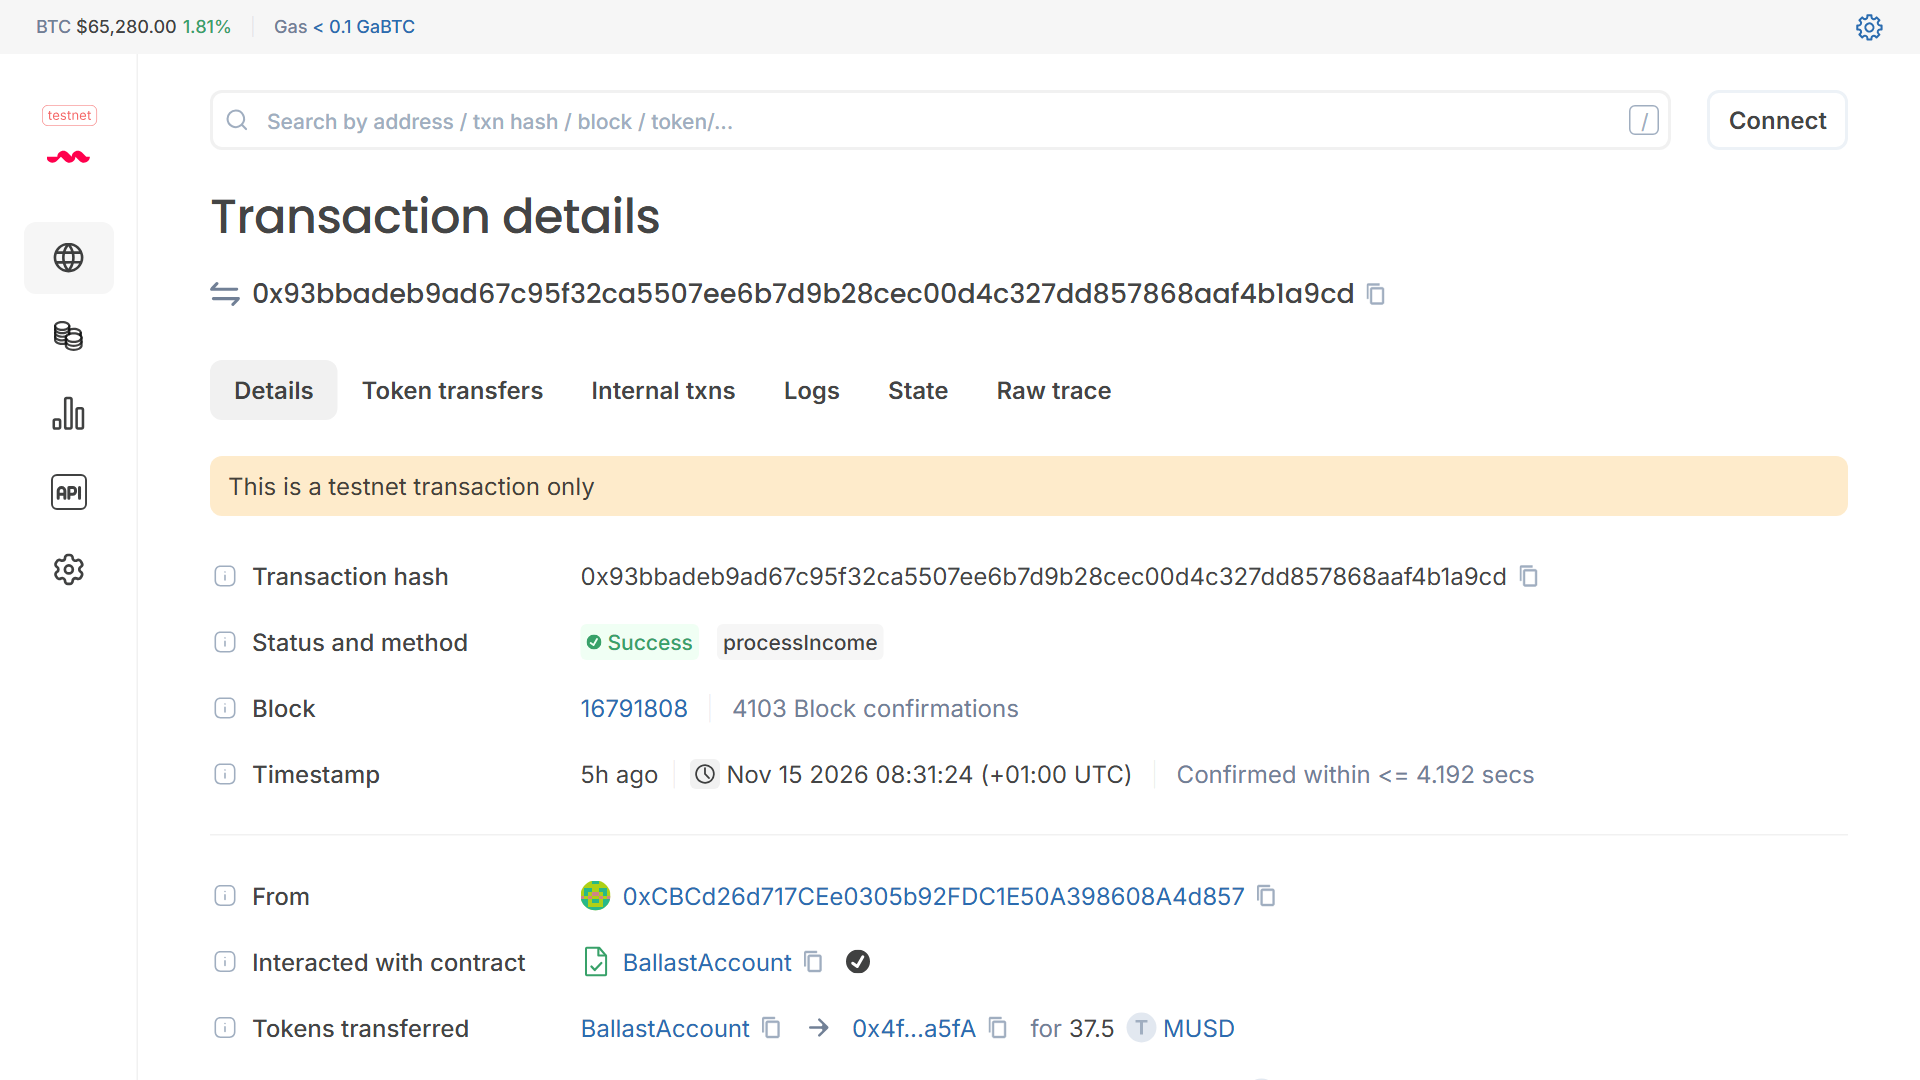 BTC $65,280.00 1.81% Gas < 0.1 GaBTC
testnet
Search by address / txn hash / block / token/... /
Connect
Transaction details
0x93bbadeb9ad67c95f32ca5507ee6b7d9b28cec00d4c327dd857868aaf4b1a9cd
Details Token transfers Internal txns Logs State Raw trace
API
This is a testnet transaction only
Transaction hash 0x93bbadeb9ad67c95f32ca5507ee6b7d9b28cec00d4c327dd857868aaf4b1a9cd
Status and method Success processIncome
Block 16791808 4103 Block confirmations
Timestamp 5h ago Nov 15 2026 08:31:24 (+01:00 UTC) Confirmed within <= 4.192 secs
From 0xCBCd26d717CEe0305b92FDC1E50A398608A4d857
Interacted with contract BallastAccount
Tokens transferred BallastAccount → 0x4f...a5fA for 37.5 T MUSD